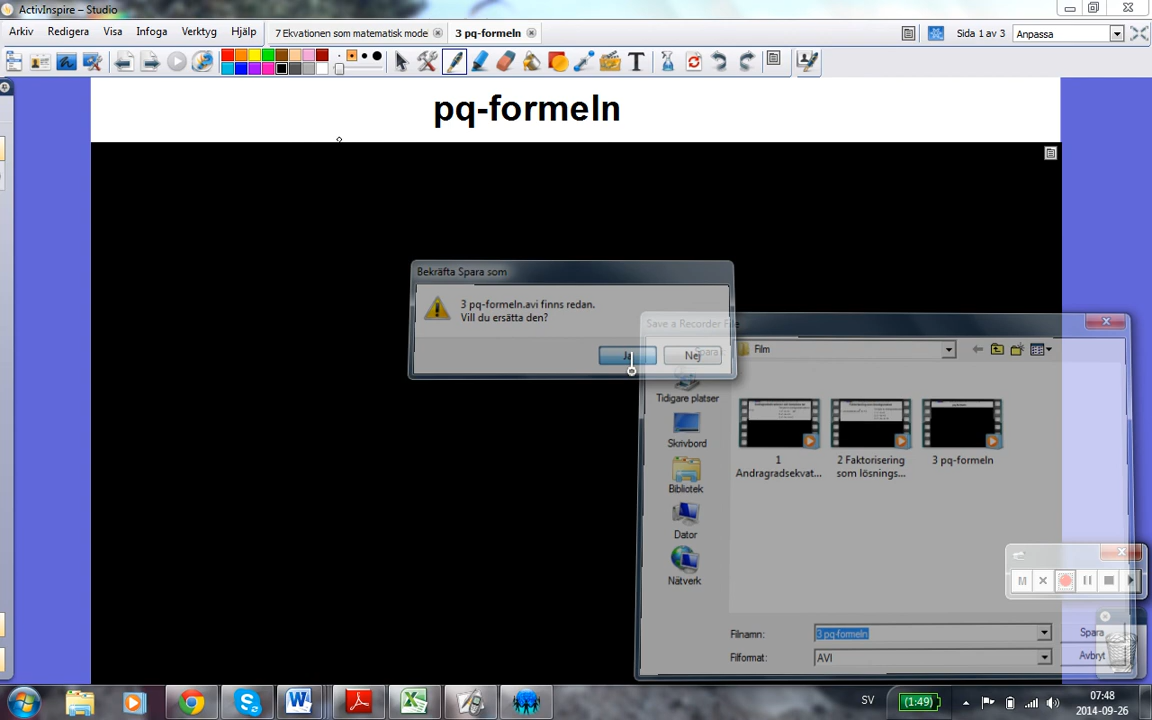 ActivInspire – Studio
Arkiv Redigera Visa Infoga Verktyg Hjälp
7 Ekvationen som matematisk mode
3 pq-formeln
Sida 1 av 3
Anpassa
pq-formeln
Bekräfta Spara som
3 pq-formeln.avi finns redan.
Vill du ersätta den?
Ja Nej
Save a Recorder File
Spara
Film
Tidigare platser
Skrivbord
Bibliotek
Dator
Nätverk
1
Andragradsekvat...
2 Faktorisering
som lösnings...
3 pq-formeln
Filnamn: 3 pq-formeln Spara
Filformat: AVI Avbryt
M
SV
(1:49)
07:48
2014-09-26